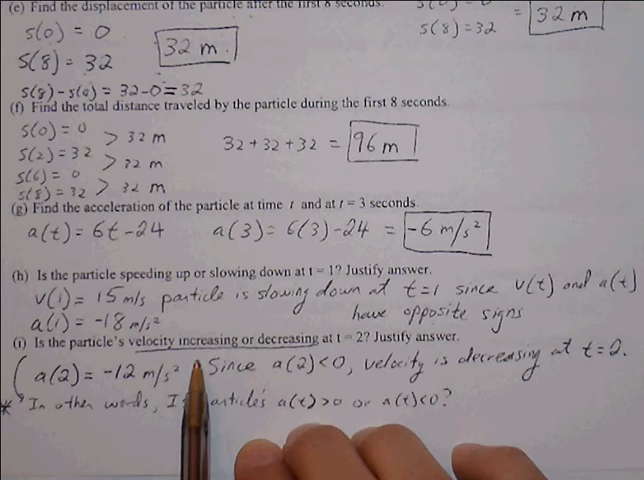 (e) Find the displacement of the particle after the first 8 seconds.
s(0) = 0
s(8) = 32
32 m.
s(8) - s(0) = 32-0 = 32
s(8) = 32
= 32 m
(f) Find the total distance traveled by the particle during the first 8 seconds.
s(0) = 0
s(2) = 32
s(6) = 0
s(8) = 32
> 32 m
> 32 m
> 32 m
32 + 32 + 32 = 96 m
(g) Find the acceleration of the particle at time t and at t = 3 seconds.
a(t) = 6t - 24 a(3) = 6(3) - 24 = -6 m/s²
(h) Is the particle speeding up or slowing down at t = 1? Justify answer.
v(1) = 15 m/s particle is slowing down at t=1 since v(t) and a(t)
a(1) = -18 m/s² have opposite signs
(i) Is the particle's velocity increasing or decreasing at t = 2? Justify answer.
a(2) = -12 m/s² Since a(2) < 0, velocity is decreasing at t = 2.
* In other words, particle's a(t) > 0 or a(t) < 0?